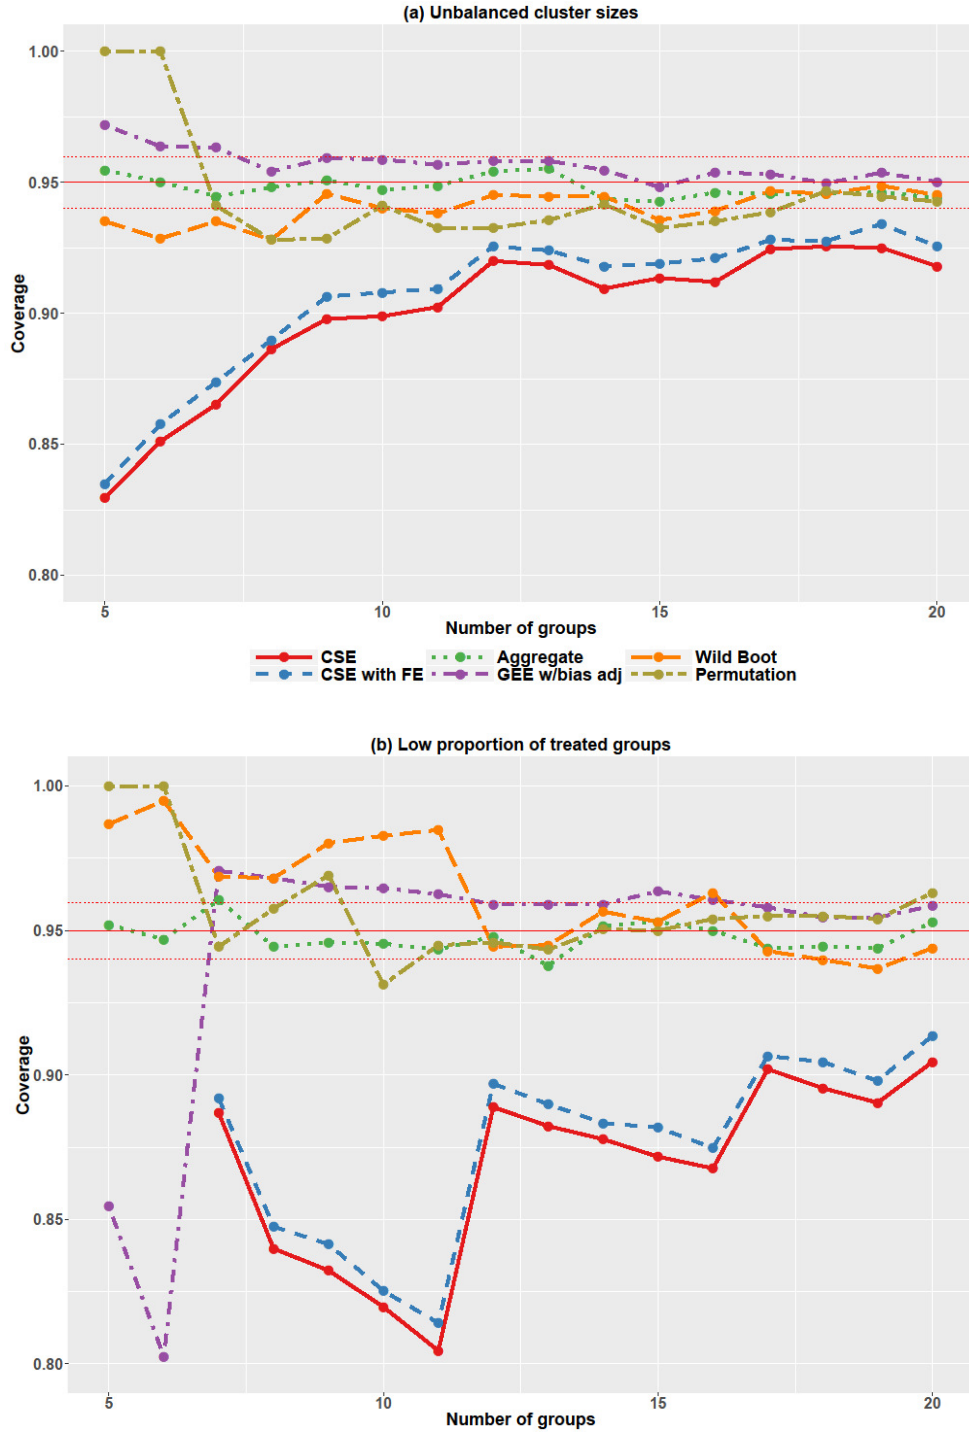 (a) Unbalanced cluster sizes
1.00
0.95
0.90
0.85
0.80
Coverage
5 10 15 20
Number of groups
CSE Aggregate Wild Boot
CSE with FE GEE w/bias adj Permutation
(b) Low proportion of treated groups
1.00
0.95
0.90
0.85
0.80
Coverage
5 10 15 20
Number of groups